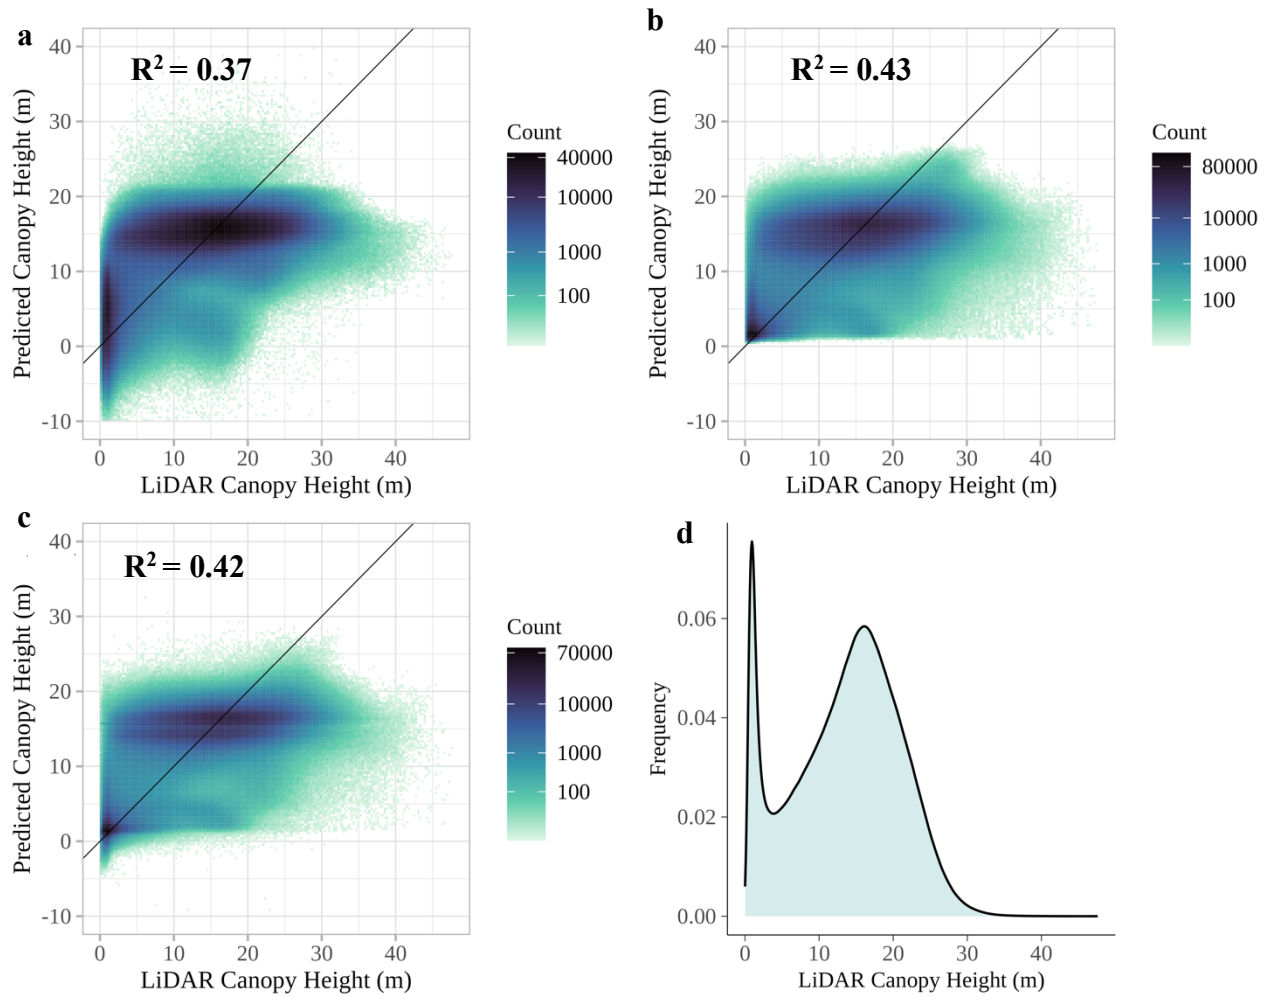 a
R² = 0.37
Predicted Canopy Height (m)
40
30
20
10
0
-10
0 10 20 30 40
LiDAR Canopy Height (m)
Count
40000
10000
1000
100
b
R² = 0.43
Predicted Canopy Height (m)
40
30
20
10
0
-10
0 10 20 30 40
LiDAR Canopy Height (m)
Count
80000
10000
1000
100
c
R² = 0.42
Predicted Canopy Height (m)
40
30
20
10
0
-10
0 10 20 30 40
LiDAR Canopy Height (m)
Count
70000
10000
1000
100
d
Frequency
0.06
0.04
0.02
0.00
0 10 20 30 40
LiDAR Canopy Height (m)